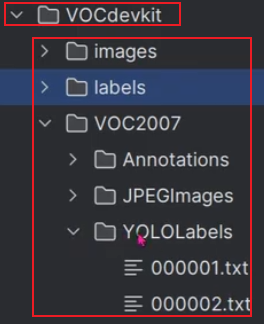 VOCdevkit
images
labels
VOC2007
Annotations
JPEGImages
YOLOLabels
000001.txt
000002.txt